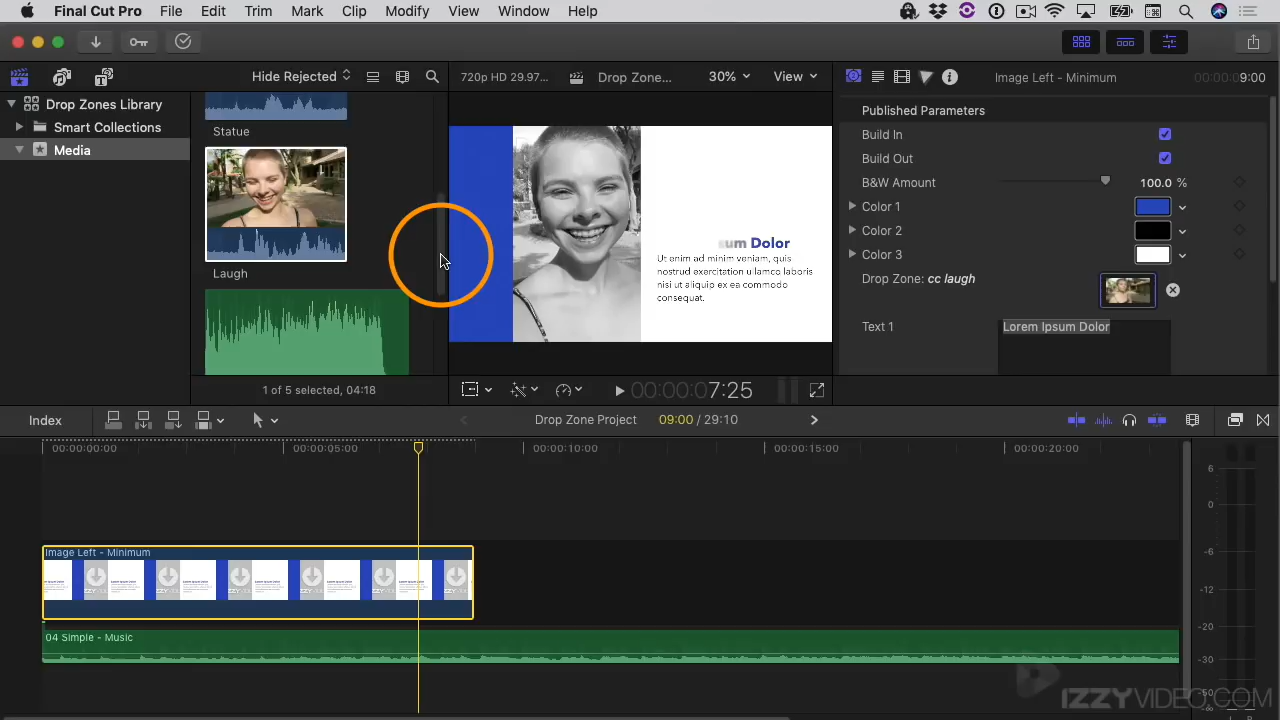 Final Cut Pro File Edit Trim Mark Clip Modify View Window Help
Hide Rejected
720p HD 29.97...
Drop Zone...
30%
View
Image Left - Minimum
00:00:00:09:00
Drop Zones Library
Smart Collections
Media
Statue
Laugh
1 of 5 selected, 04:18
um Dolor
Ut enim ad minim veniam, quis
nostrud exercitation ullamco laboris
nisi ut aliquip ex ea commodo
consequat.
00:00:07:25
Published Parameters
Build In
Build Out
B&W Amount
100.0 %
Color 1
Color 2
Color 3
Drop Zone: cc laugh
Text 1
Lorem Ipsum Dolor
Index
Drop Zone Project
09:00 / 29:10
00:00:00:00
00:00:05:00
00:00:10:00
00:00:15:00
00:00:20:00
6
0
-6
-12
-20
-30
-50
-∞
Image Left - Minimum
04 Simple - Music
IZZYVIDEO.COM